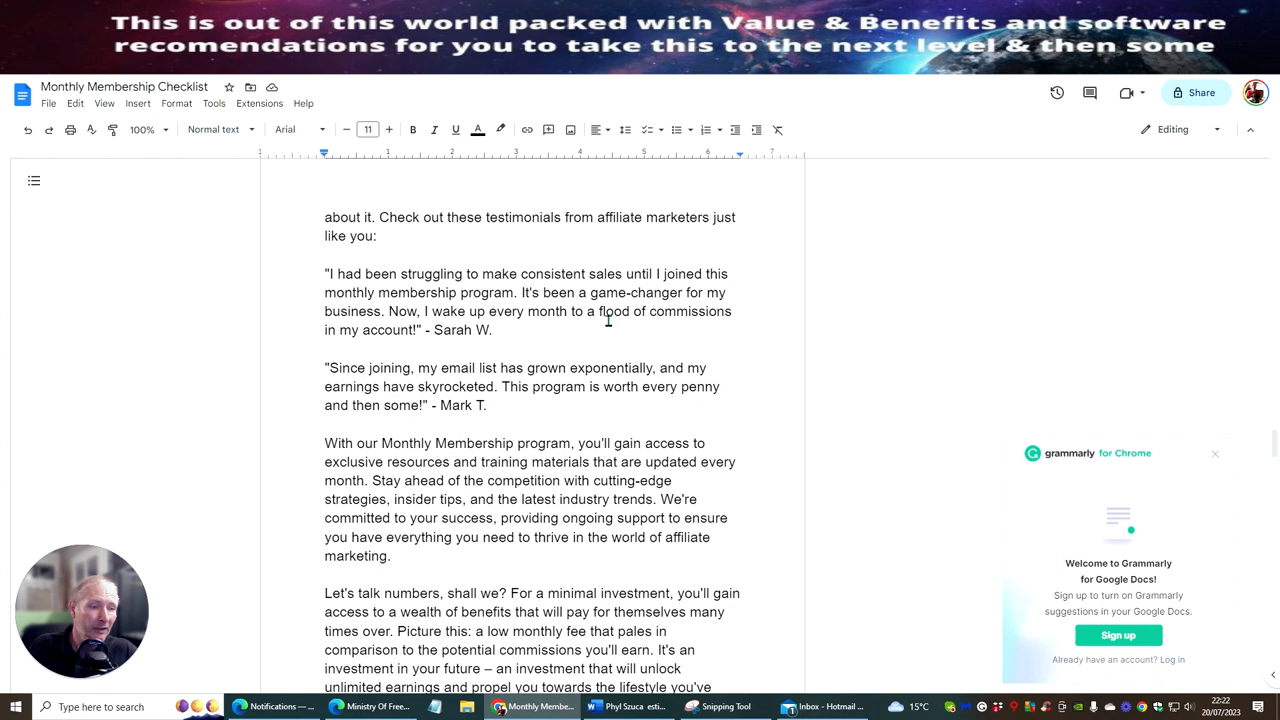 This is out of this world packed with Value & Benefits and software
recomendations for you to take this to the next level & then some
Monthly Membership Checklist
File Edit View Insert Format Tools Extensions Help
Share
100% Normal text Arial 11 Editing
1 1 2 3 4 5 6 7
about it. Check out these testimonials from affiliate marketers just
like you:
"I had been struggling to make consistent sales until I joined this
monthly membership program. It's been a game-changer for my
business. Now, I wake up every month to a flood of commissions
in my account!" - Sarah W.
"Since joining, my email list has grown exponentially, and my
earnings have skyrocketed. This program is worth every penny
and then some!" - Mark T.
With our Monthly Membership program, you'll gain access to
exclusive resources and training materials that are updated every
month. Stay ahead of the competition with cutting-edge
strategies, insider tips, and the latest industry trends. We're
committed to your success, providing ongoing support to ensure
you have everything you need to thrive in the world of affiliate
marketing.
Let's talk numbers, shall we? For a minimal investment, you'll gain
access to a wealth of benefits that will pay for themselves many
times over. Picture this: a low monthly fee that pales in
comparison to the potential commissions you'll earn. It's an
investment in your future – an investment that will unlock
unlimited earnings and propel you towards the lifestyle you've
grammarly for Chrome
Welcome to Grammarly
for Google Docs!
Sign up to turn on Grammarly
suggestions in your Google Docs.
Sign up
Already have an account? Log in
Type here to search
Notifications — ...
Ministry Of Free...
Monthly Membe...
Phyl Szuca esti...
Snipping Tool
Inbox - Hotmail ...
15°C
22:22
20/07/2023